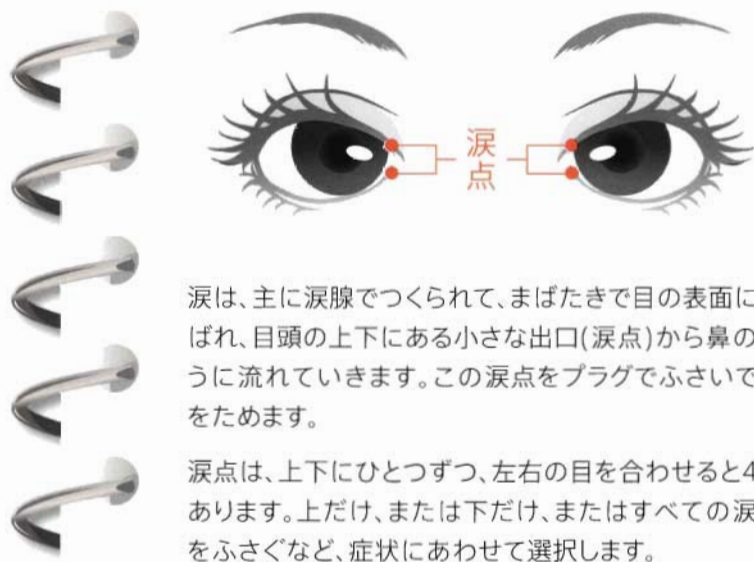 涙点
涙は、主に涙腺でつくられて、まばたきで目の表面に
ばれ、目頭の上下にある小さな出口(涙点)から鼻の
うに流れていきます。この涙点をプラグでふさいで
をためます。
涙点は、上下にひとつずつ、左右の目を合わせると4
あります。上だけ、または下だけ、またはすべての涙
をふさぐなど、症状にあわせて選択します。